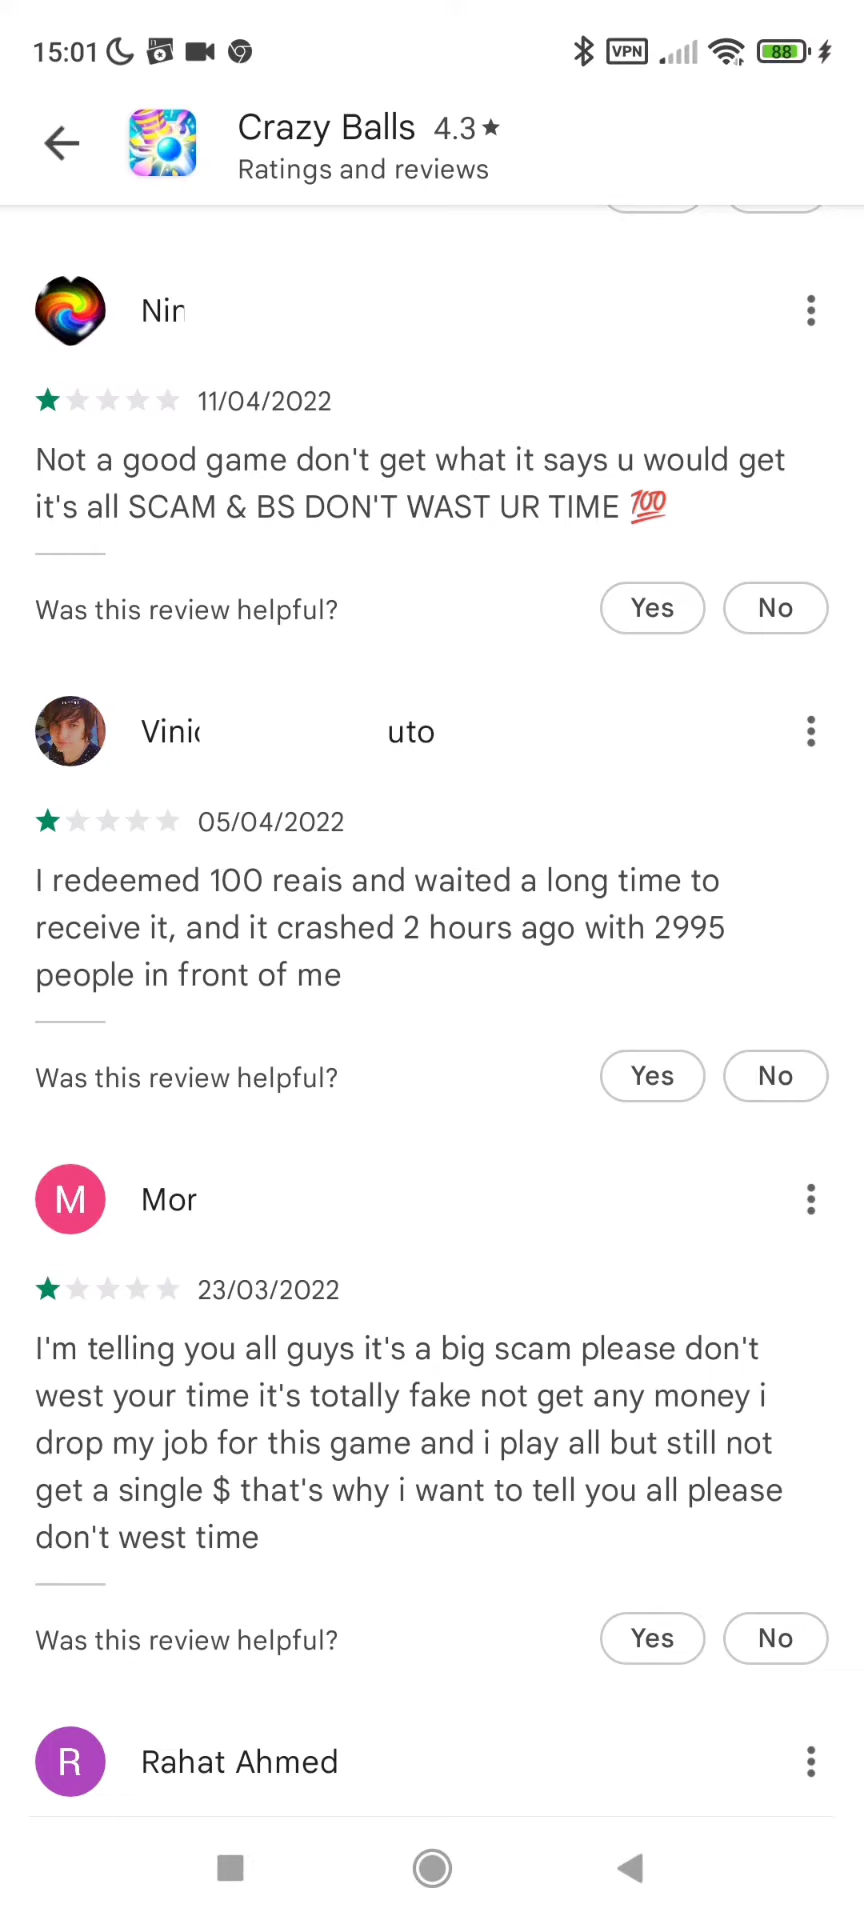 15:01 VPN 88
Crazy Balls 4.3★
Ratings and reviews
Nin
11/04/2022
Not a good game don't get what it says u would get
it's all SCAM & BS DON'T WAST UR TIME 💯
Was this review helpful? Yes No
Vinic uto
05/04/2022
I redeemed 100 reais and waited a long time to
receive it, and it crashed 2 hours ago with 2995
people in front of me
Was this review helpful? Yes No
M Mor
23/03/2022
I'm telling you all guys it's a big scam please don't
west your time it's totally fake not get any money i
drop my job for this game and i play all but still not
get a single $ that's why i want to tell you all please
don't west time
Was this review helpful? Yes No
R Rahat Ahmed